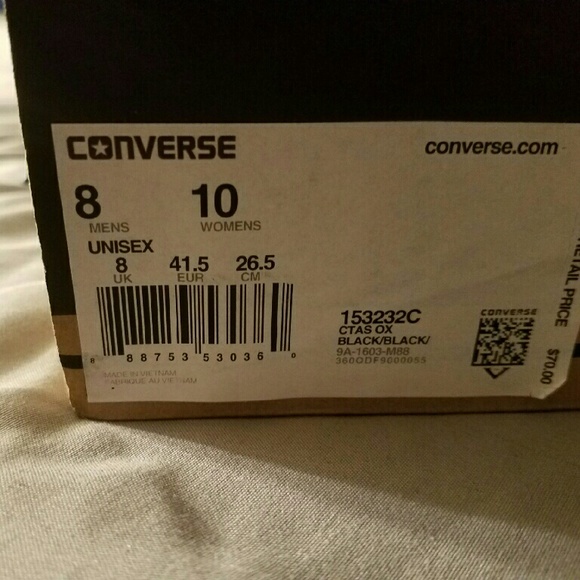 CONVERSE
converse.com
8 10
MENS WOMENS
UNISEX
8 41.5 26.5
UK EUR CM
8 88753 53036 0
MADE IN VIETNAM
FABRIQUE AU VIETNAM
153232C
CTAS OX
BLACK/BLACK/
9A-1603-M88
360ODF9000055
CONVERSE
RETAIL PRICE
$70.00